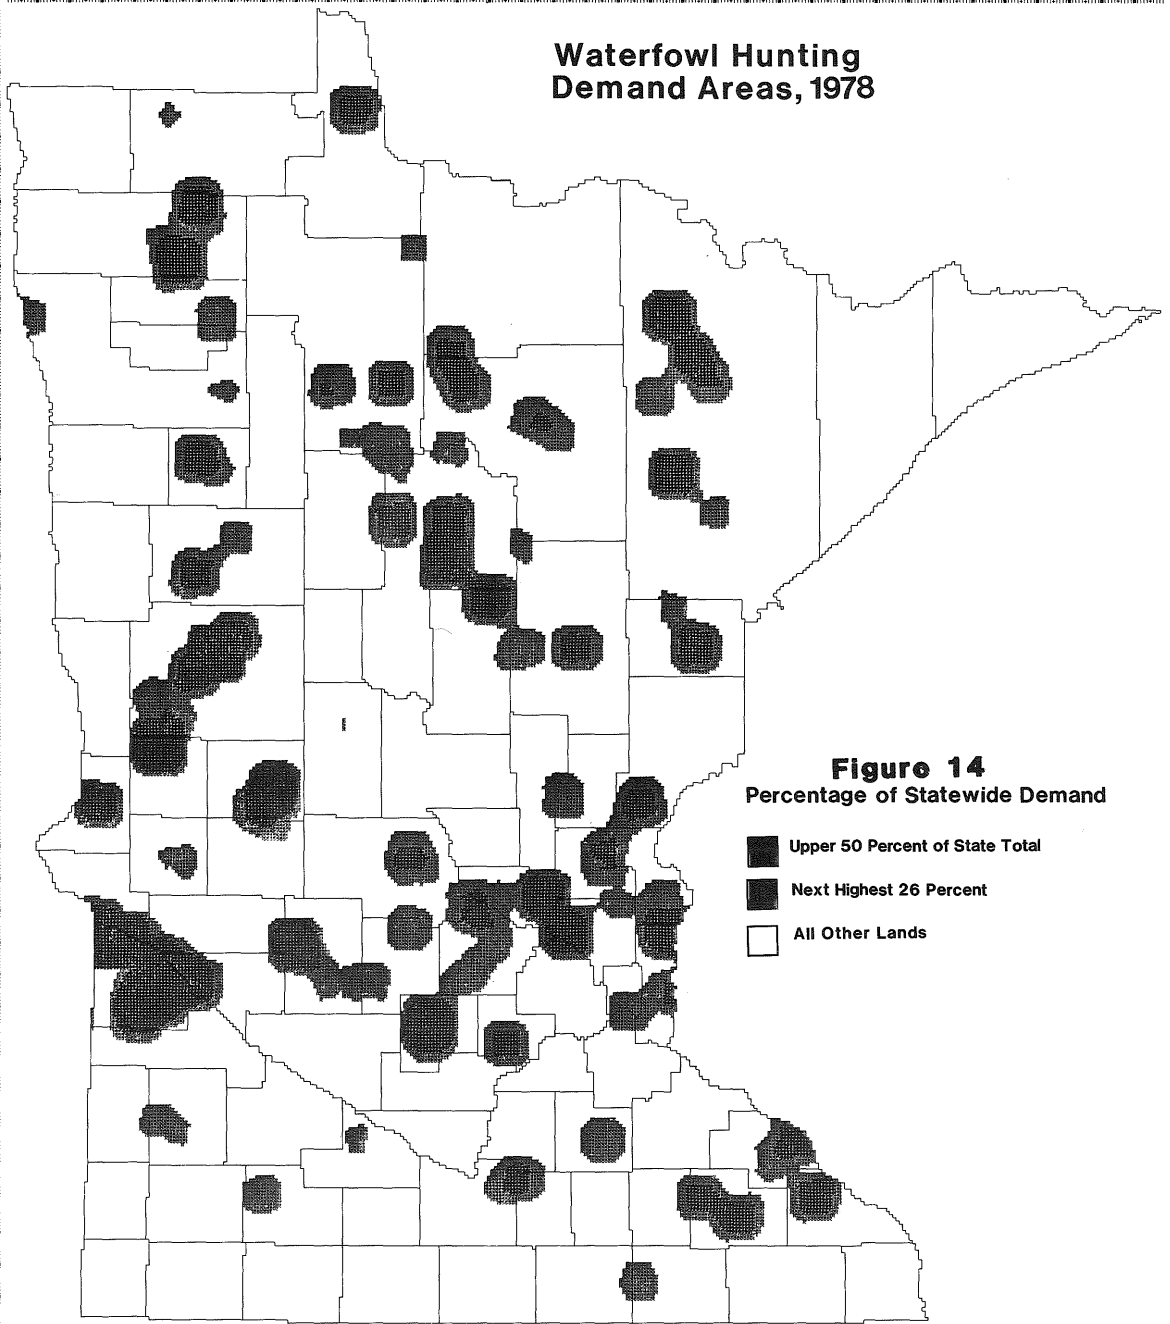 Waterfowl Hunting
Demand Areas, 1978
Figure 14
Percentage of Statewide Demand
Upper 50 Percent of State Total
Next Highest 26 Percent
All Other Lands